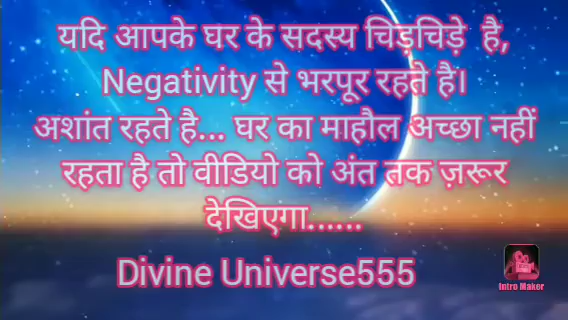 यदि आपके घर के सदस्य चिड़चिड़े है,
Negativity से भरपूर रहते है।
अशांत रहते है... घर का माहौल अच्छा नहीं
रहता है तो वीडियो को अंत तक ज़रूर
देखिएगा......
Divine Universe555
Intro Maker